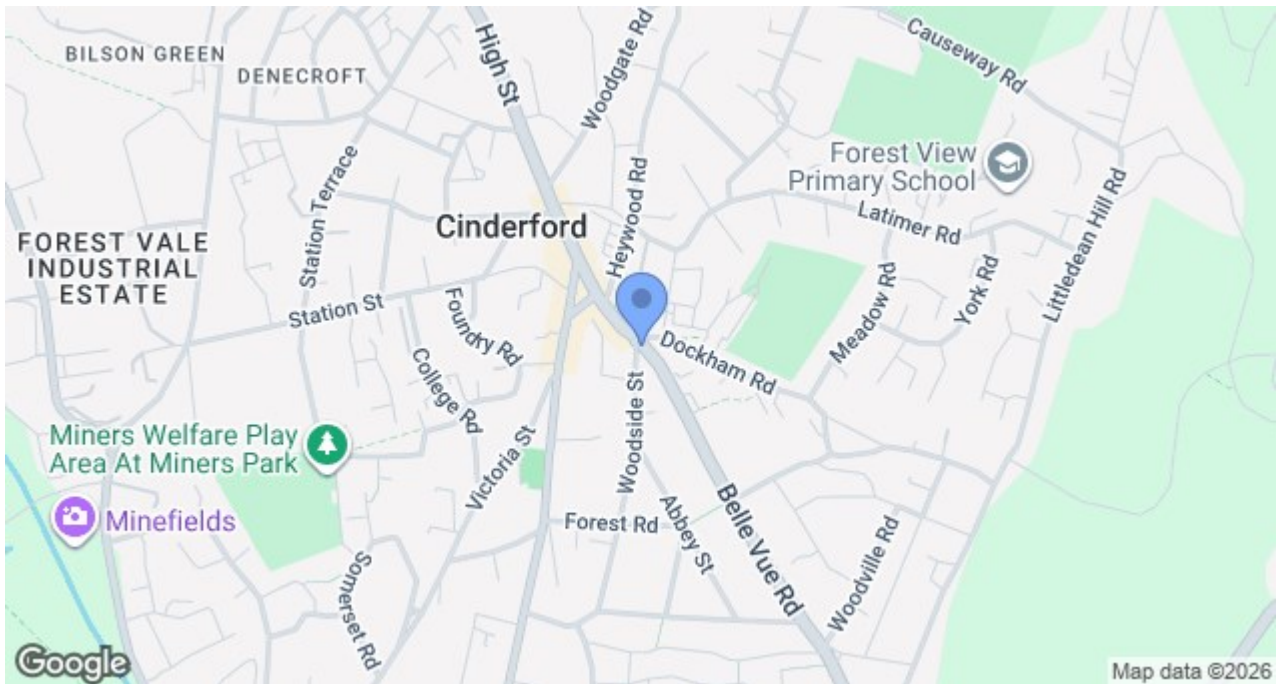 BILSON GREEN
DENECROFT
High St
Woodgate Rd
Causeway Rd
Forest View
Primary School
Station Terrace
Heywood Rd
Latimer Rd
Littledean Hill Rd
Cinderford
FOREST VALE
INDUSTRIAL
ESTATE
Meadow Rd
York Rd
Station St
Foundry Rd
Dockham Rd
College Rd
Woodside St
Miners Welfare Play
Area At Miners Park
Victoria St
Minefields
Forest Rd
Abbey St
Belle Vue Rd
Woodville Rd
Somerset Rd
Google
Map data ©2026